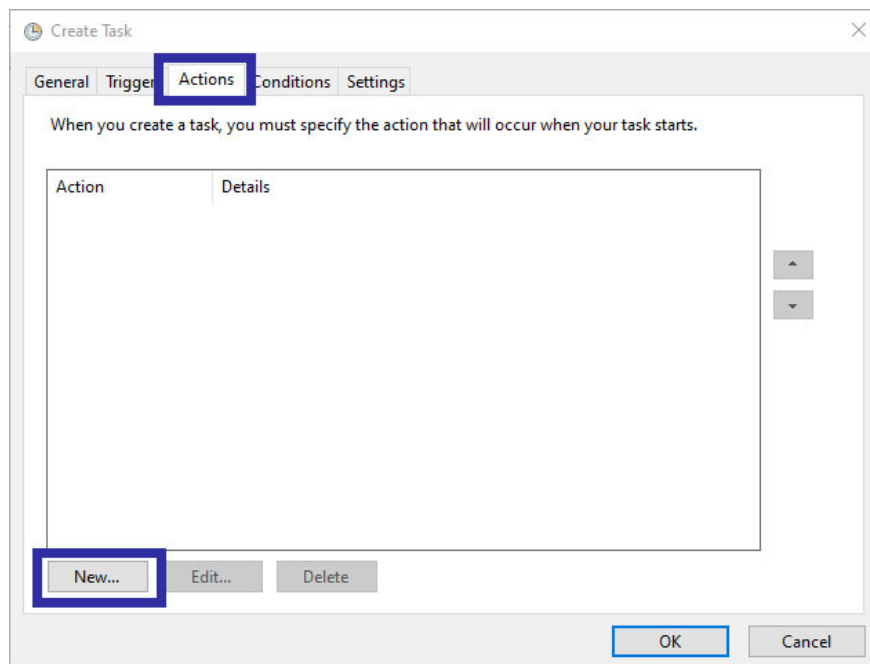 Create Task
General Trigger Actions Conditions Settings
When you create a task, you must specify the action that will occur when your task starts.
Action Details
New... Edit... Delete
OK Cancel